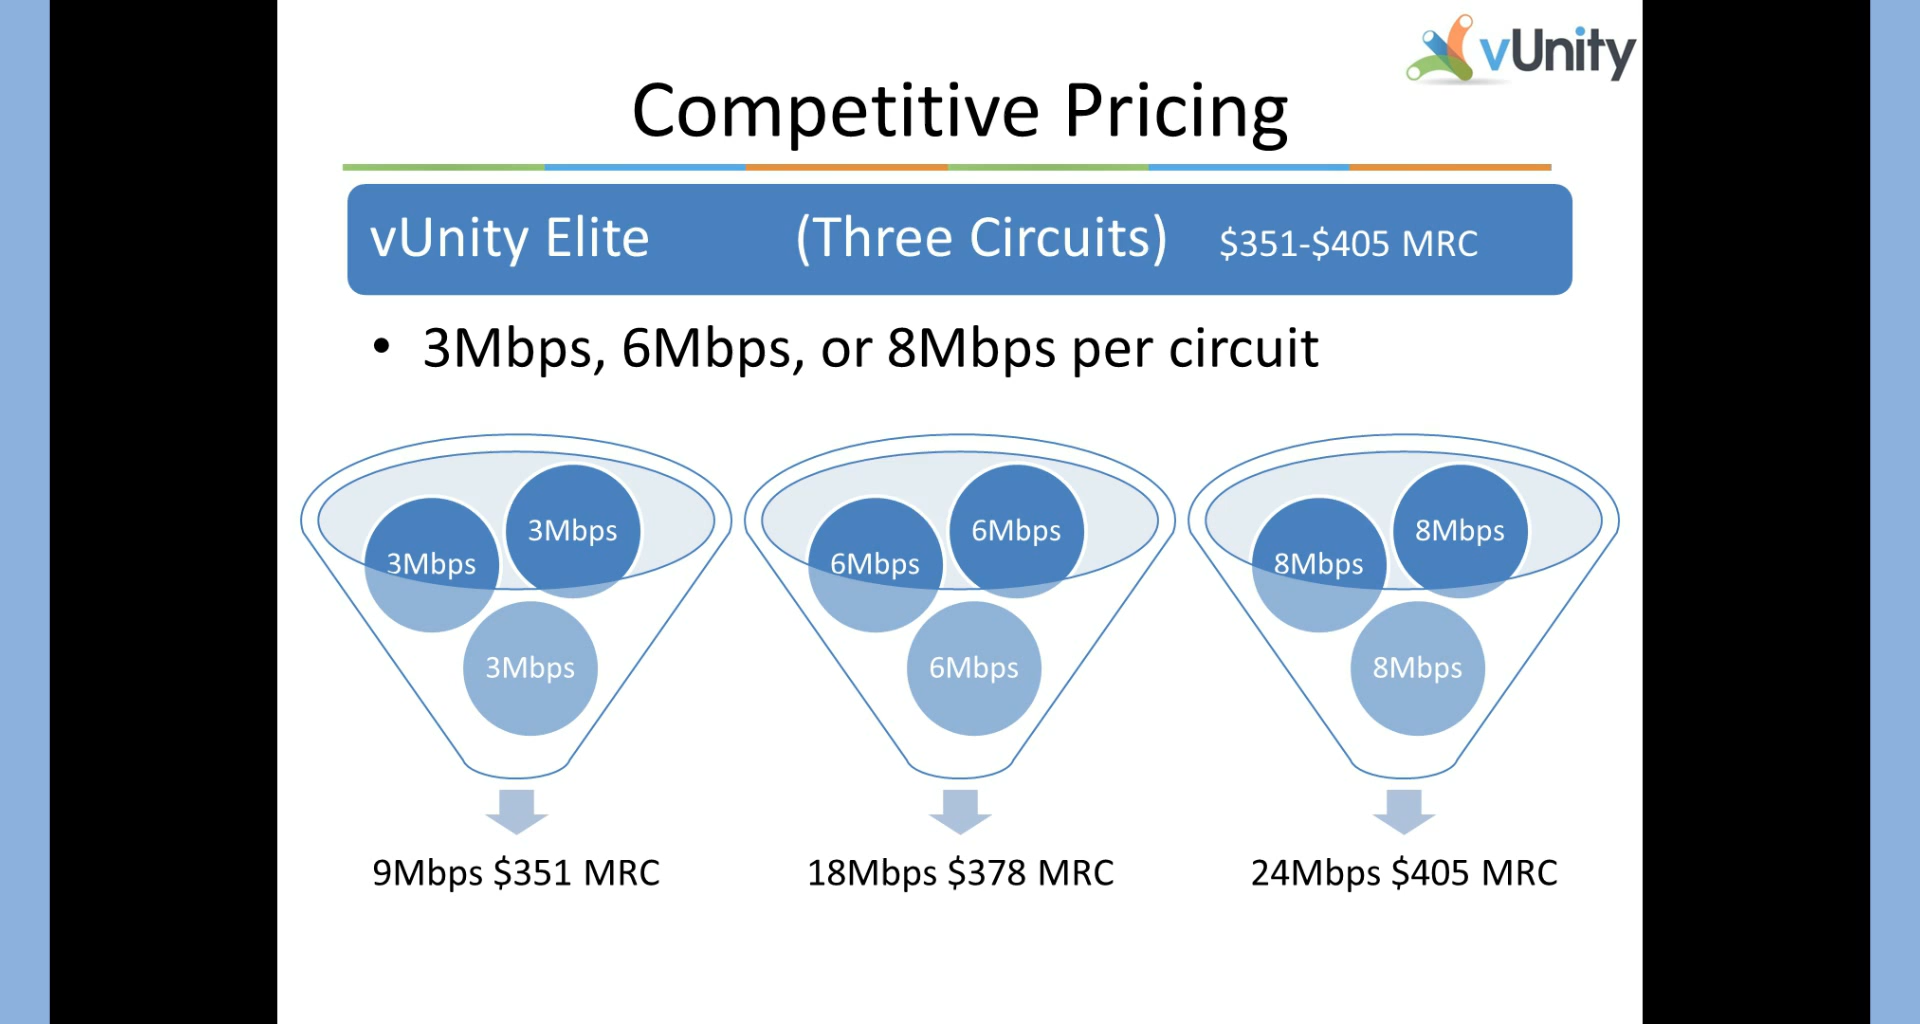 vUnity
Competitive Pricing
vUnity Elite (Three Circuits) $351-$405 MRC
• 3Mbps, 6Mbps, or 8Mbps per circuit
3Mbps
3Mbps
3Mbps
6Mbps
6Mbps
6Mbps
8Mbps
8Mbps
8Mbps
9Mbps $351 MRC
18Mbps $378 MRC
24Mbps $405 MRC